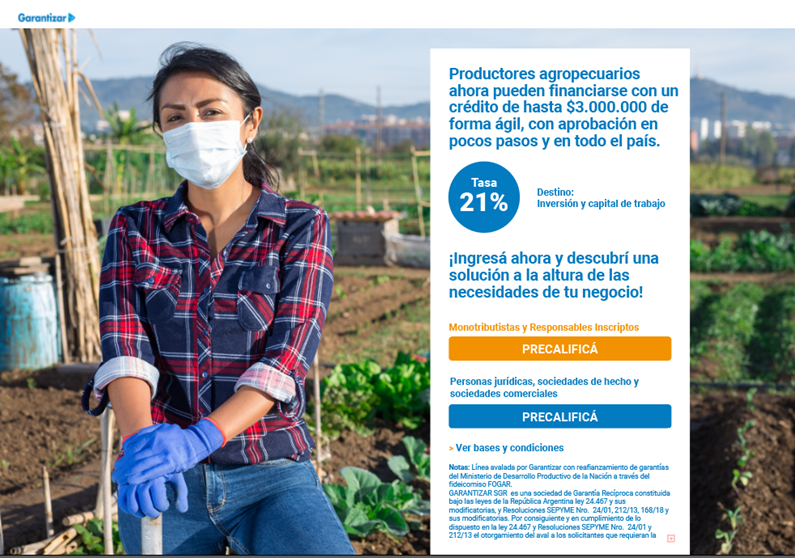 Garantizar
Productores agropecuarios
ahora pueden financiarse con un
crédito de hasta $3.000.000 de
forma ágil, con aprobación en
pocos pasos y en todo el país.
Tasa
21%
Destino:
Inversión y capital de trabajo
¡Ingresá ahora y descubrí una
solución a la altura de las
necesidades de tu negocio!
Monotributistas y Responsables Inscriptos
PRECALIFICÁ
Personas jurídicas, sociedades de hecho y
sociedades comerciales
PRECALIFICÁ
> Ver bases y condiciones
Notas: Línea avalada por Garantizar con reafianzamiento de garantías
del Ministerio de Desarrollo Productivo de la Nación a través del
fideicomiso FOGAR.
GARANTIZAR SGR es una sociedad de Garantía Recíproca constituida
bajo las leyes de la República Argentina ley 24.467 y sus
modificatorias, y Resoluciones SEPYME Nro. 24/01, 212/13, 168/18 y
sus modificatorias. Por consiguiente y en cumplimiento de lo
dispuesto en la ley 24.467 y Resoluciones SEPYME Nro. 24/01 y
212/13 el otorgamiento del aval a los solicitantes que requieran la